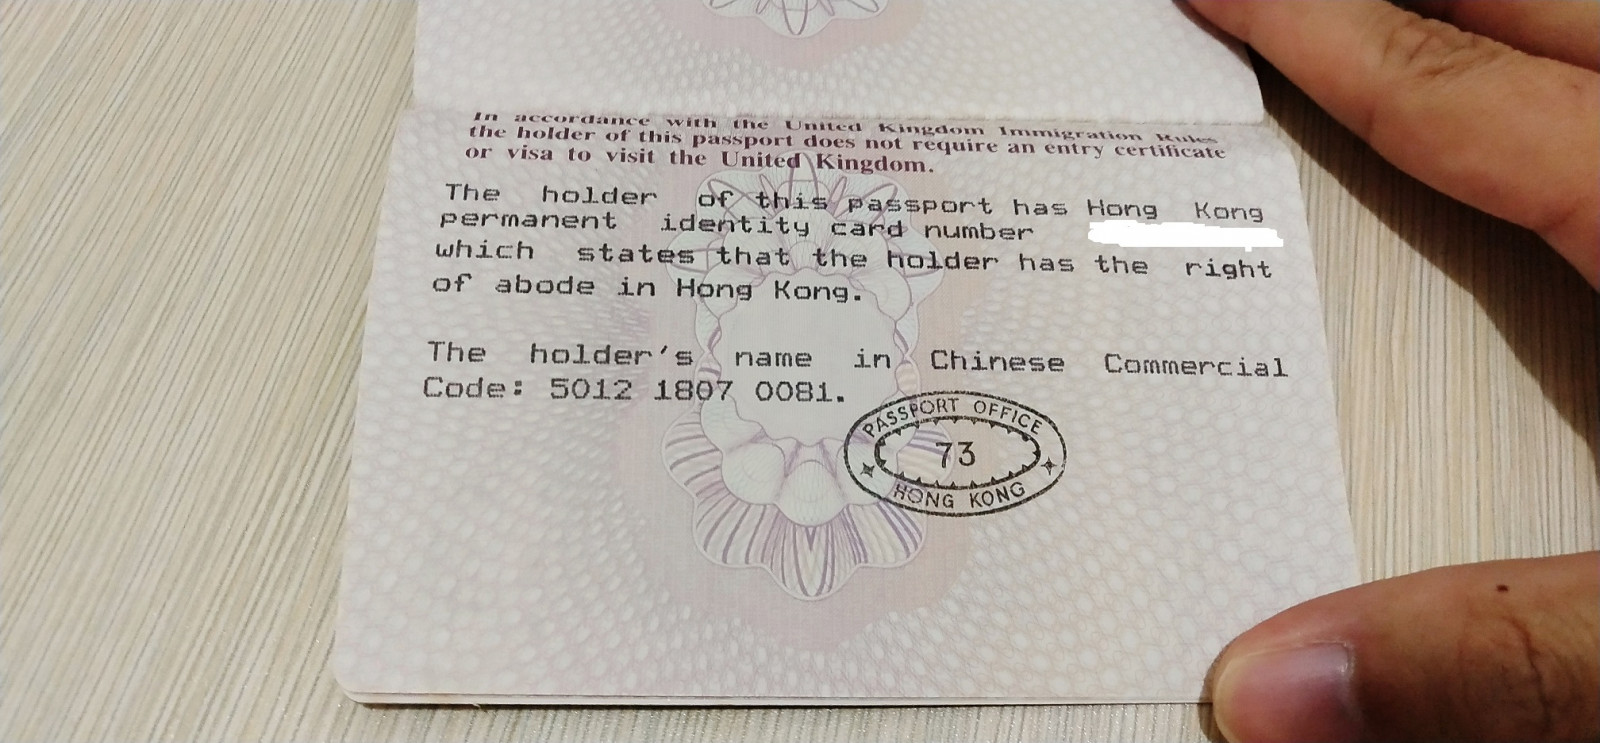 In accordance with the United Kingdom Immigration Rules
the holder of this passport does not require an entry certificate
or visa to visit the United Kingdom.
The holder of this passport has Hong Kong
permanent identity card number
which states that the holder has the right
of abode in Hong Kong.
The holder's name in Chinese Commercial
Code: 5012 1807 0081.
PASSPORT OFFICE
73
HONG KONG